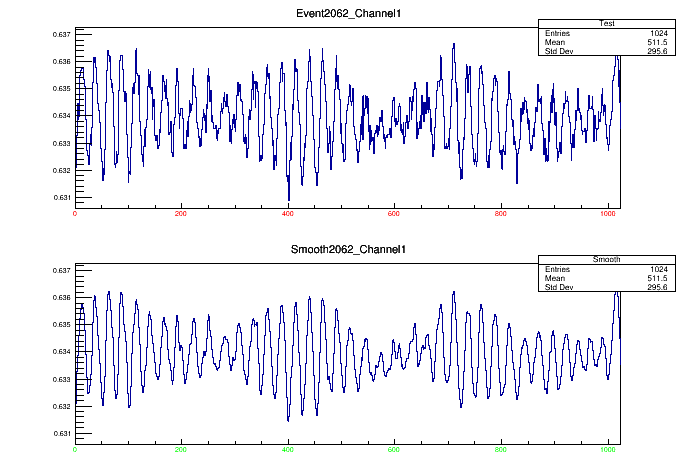 Event2062_Channel1
Test
Entries 1024
Mean 511.5
Std Dev 295.6
0.637
0.636
0.635
0.634
0.633
0.632
0.631
0 200 400 600 800 1000
Smooth2062_Channel1
Smooth
Entries 1024
Mean 511.5
Std Dev 295.6
0.637
0.636
0.635
0.634
0.633
0.632
0.631
0 200 400 600 800 1000